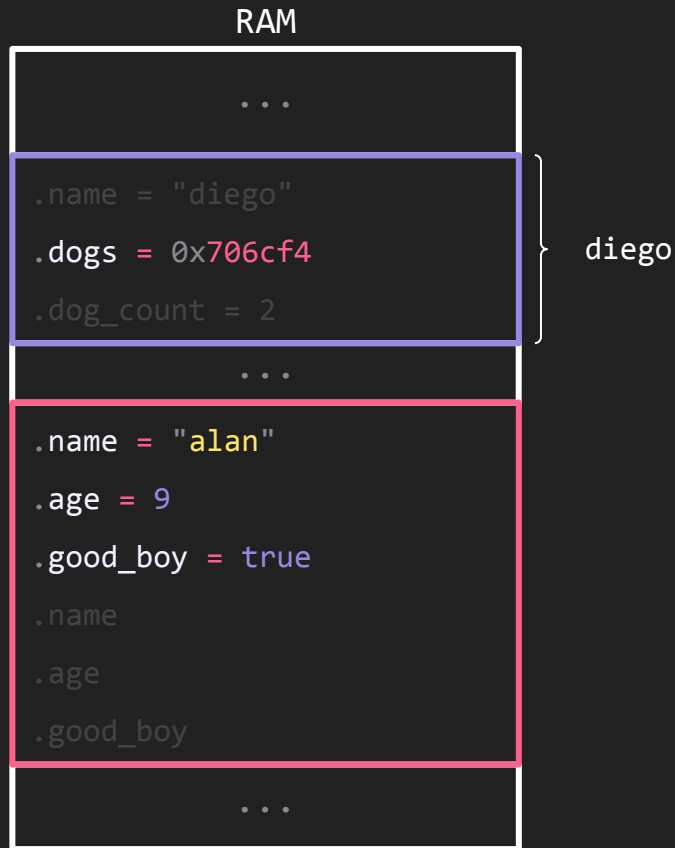 RAM
...
.name = "diego"
.dogs = 0x706cf4
diego
.dog_count = 2
...
.name = "alan"
.age = 9
.good_boy = true
.name
.age
.good_boy
...